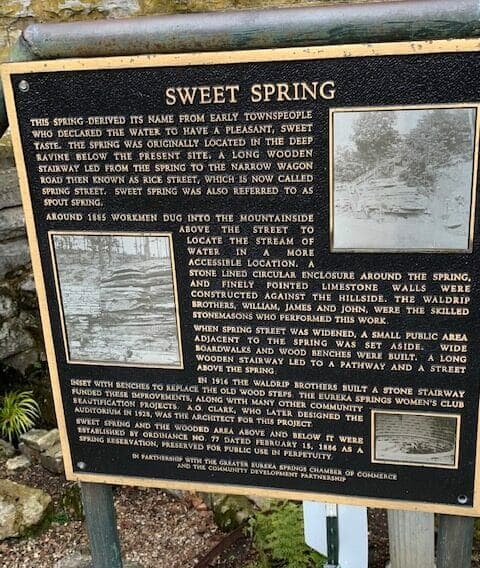 SWEET SPRING
THIS SPRING DERIVED ITS NAME FROM EARLY TOWNSPEOPLE
WHO DECLARED THE WATER TO HAVE A PLEASANT, SWEET
TASTE. THE SPRING WAS ORIGINALLY LOCATED IN THE DEEP
RAVINE BELOW THE PRESENT SITE, A LONG WOODEN
STAIRWAY LED FROM THE SPRING TO THE NARROW WAGON
ROAD THEN KNOWN AS RICE STREET, WHICH IS NOW CALLED
SPRING STREET. SWEET SPRING WAS ALSO REFERRED TO AS
SPOUT SPRING.
AROUND 1885 WORKMEN DUG INTO THE MOUNTAINSIDE
ABOVE THE STREET TO
LOCATE THE STREAM OF
WATER IN A MORE
ACCESSIBLE LOCATION. A
STONE LINED CIRCULAR ENCLOSURE AROUND THE SPRING,
AND FINELY POINTED LIMESTONE WALLS WERE
CONSTRUCTED AGAINST THE HILLSIDE. THE WALDRIP
BROTHERS, WILLIAM, JAMES AND JOHN, WERE THE SKILLED
STONEMASONS WHO PERFORMED THIS WORK.
WHEN SPRING STREET WAS WIDENED, A SMALL PUBLIC AREA
ADJACENT TO THE SPRING WAS SET ASIDE. WIDE
BOARDWALKS AND WOOD BENCHES WERE BUILT. A LONG
WOODEN STAIRWAY LED TO A PATHWAY AND A STREET
ABOVE THE SPRING.
IN 1916 THE WALDRIP BROTHERS BUILT A STONE STAIRWAY
INSET WITH BENCHES TO REPLACE THE OLD WOOD STEPS. THE EUREKA SPRINGS WOMEN'S CLUB
FUNDED THESE IMPROVEMENTS, ALONG WITH MANY OTHER COMMUNITY
BEAUTIFICATION PROJECTS. A.O. CLARK, WHO LATER DESIGNED THE
AUDITORIUM IN 1928, WAS THE ARCHITECT FOR THIS PROJECT.
SWEET SPRING AND THE WOODED AREA ABOVE AND BELOW IT WERE
ESTABLISHED BY ORDINANCE NO. 77 DATED FEBRUARY 15, 1886 AS A
SPRING RESERVATION, PRESERVED FOR PUBLIC USE IN PERPETUITY.
IN PARTNERSHIP WITH THE GREATER EUREKA SPRINGS CHAMBER OF COMMERCE
AND THE COMMUNITY DEVELOPMENT PARTNERSHIP